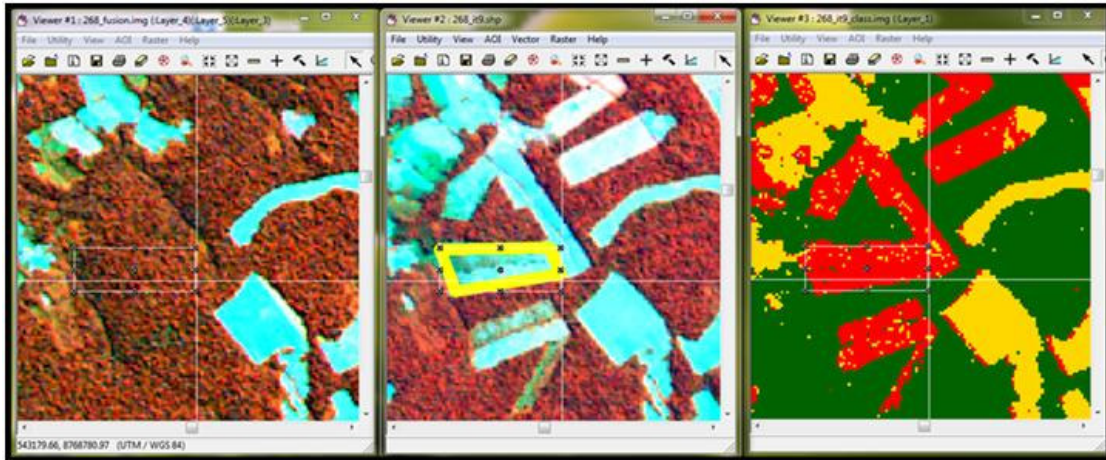 Viewer #1 : 268_fusion.img (:Layer_4)(:Layer_5)(:Layer_3)
File Utility View AOI Raster Help
543179.66, 8768780.97 (UTM / WGS 84)
Viewer #2 : 268_it9.shp
File Utility View AOI Vector Raster Help
Viewer #3 : 268_it9_class.img (:Layer_1)
File Utility View AOI Raster Help